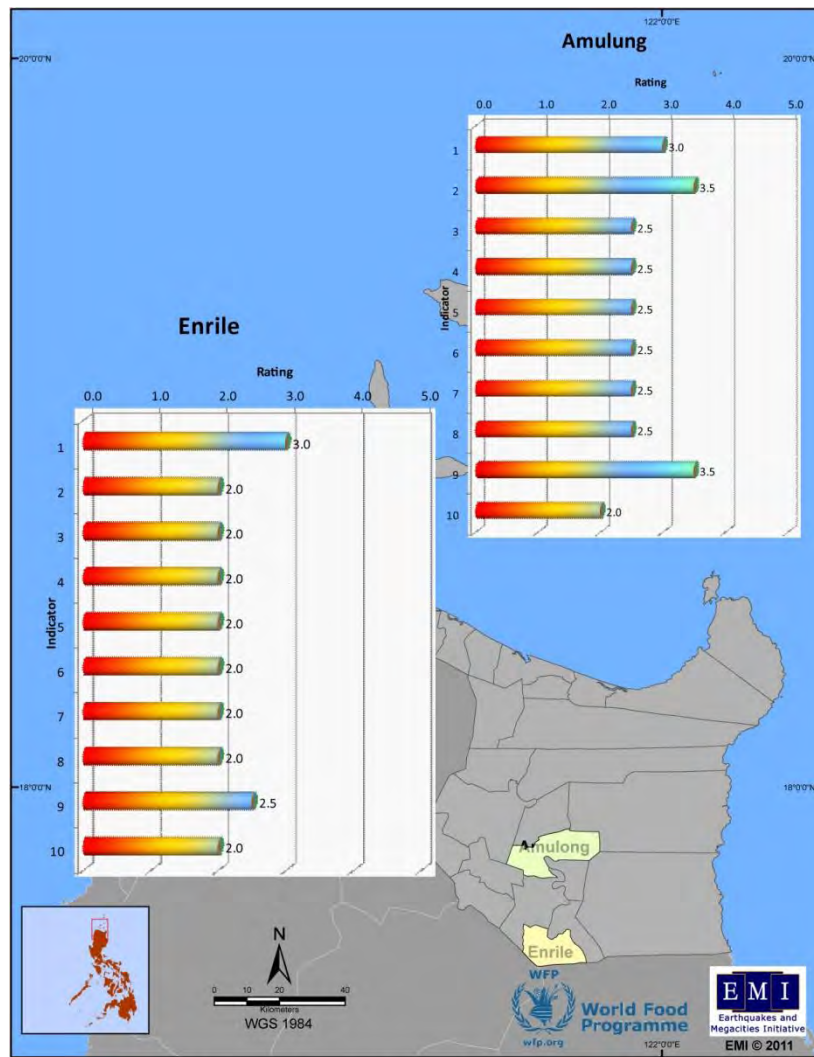 122°0'0"E
20°0'0"N
20°0'0"N
Amulung
Rating
0.0 1.0 2.0 3.0 4.0 5.0
Indicator
1 3.0
2 3.5
3 2.5
4 2.5
5 2.5
6 2.5
7 2.5
8 2.5
9 3.5
10 2.0
Enrile
Rating
0.0 1.0 2.0 3.0 4.0 5.0
Indicator
1 3.0
2 2.0
3 2.0
4 2.0
5 2.0
6 2.0
7 2.0
8 2.0
9 2.5
10 2.0
18°0'0"N
18°0'0"N
Amulong
Enrile
N
0 10 20 40
Kilometers
WGS 1984
WFP
wfp.org
World Food
Programme
EMI
Earthquakes and
Megacities Initiative
EMI © 2011
122°0'0"E